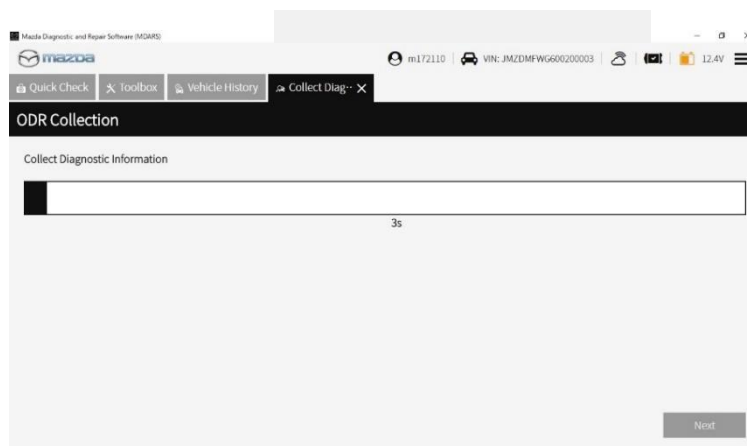 Mazda Diagnostic and Repair Software (MDARS)
mazda m172110 VIN: JMZDMFWG600200003 12.4V
Quick Check Toolbox Vehicle History Collect Diag··
ODR Collection
Collect Diagnostic Information
3s
Next